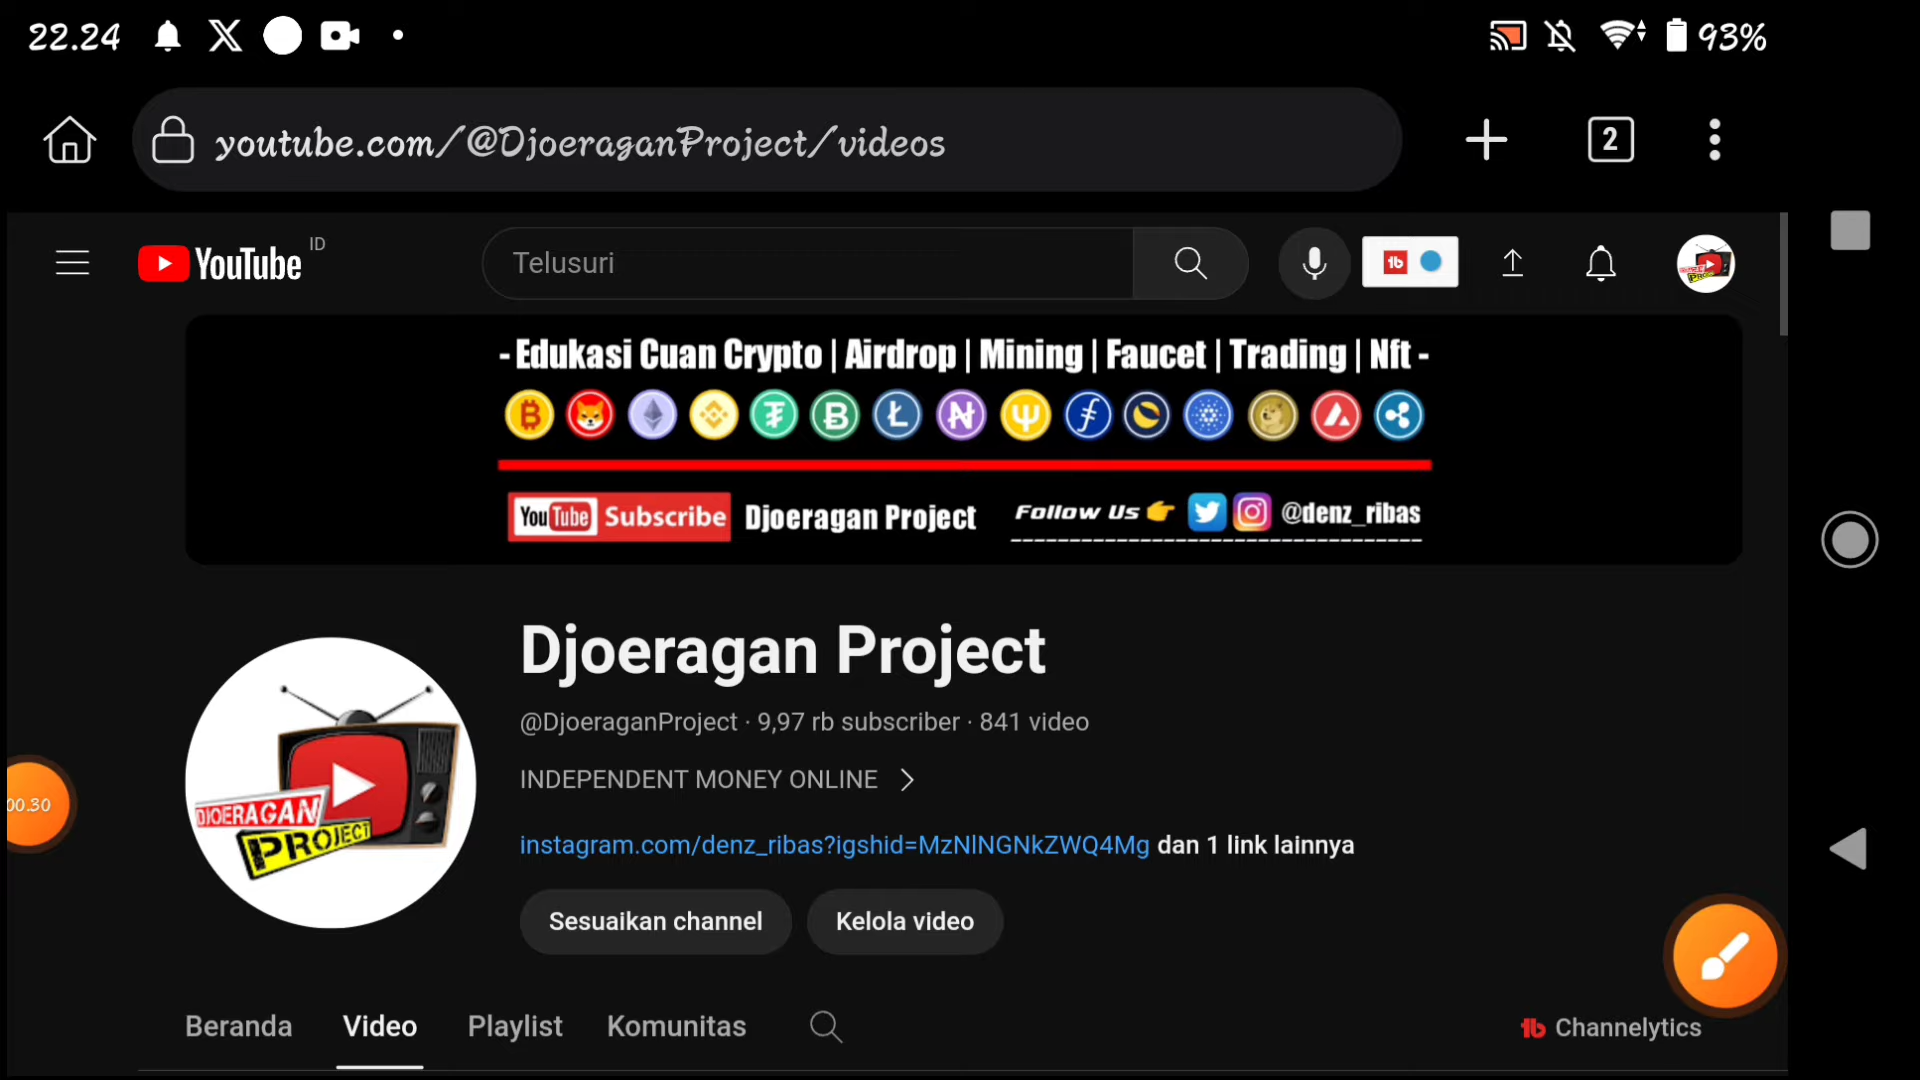 22.24
93%
youtube.com/@DjoeraganProject/videos
2
YouTube ID
Telusuri
- Edukasi Cuan Crypto | Airdrop | Mining | Faucet | Trading | Nft -
YouTube Subscribe Djoeragan Project Follow Us @denz_ribas
Djoeragan Project
@DjoeraganProject · 9,97 rb subscriber · 841 video
INDEPENDENT MONEY ONLINE
DJOERAGAN
PROJECT
00.30
instagram.com/denz_ribas?igshid=MzNlNGNkZWQ4Mg dan 1 link lainnya
Sesuaikan channel Kelola video
Beranda Video Playlist Komunitas Channelytics